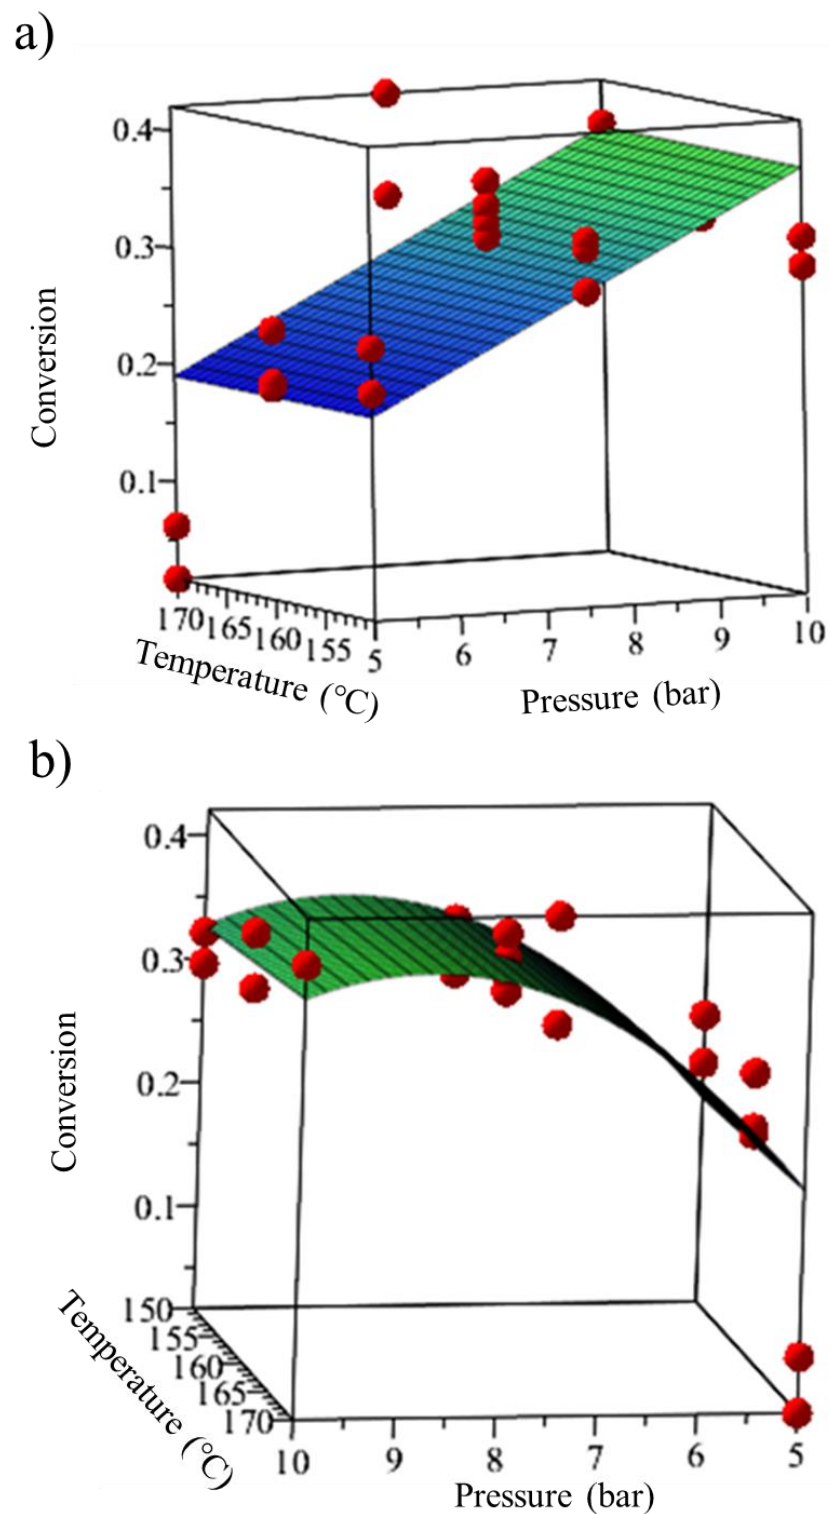 a)
0.4
0.3
Conversion
0.2
0.1
170 165 160 155 5 6 7 8 9 10
Temperature (°C)
Pressure (bar)
b)
0.4
0.3
Conversion
0.2
0.1
150
155
160
165
170
Temperature (°C)
10 9 8 7 6 5
Pressure (bar)